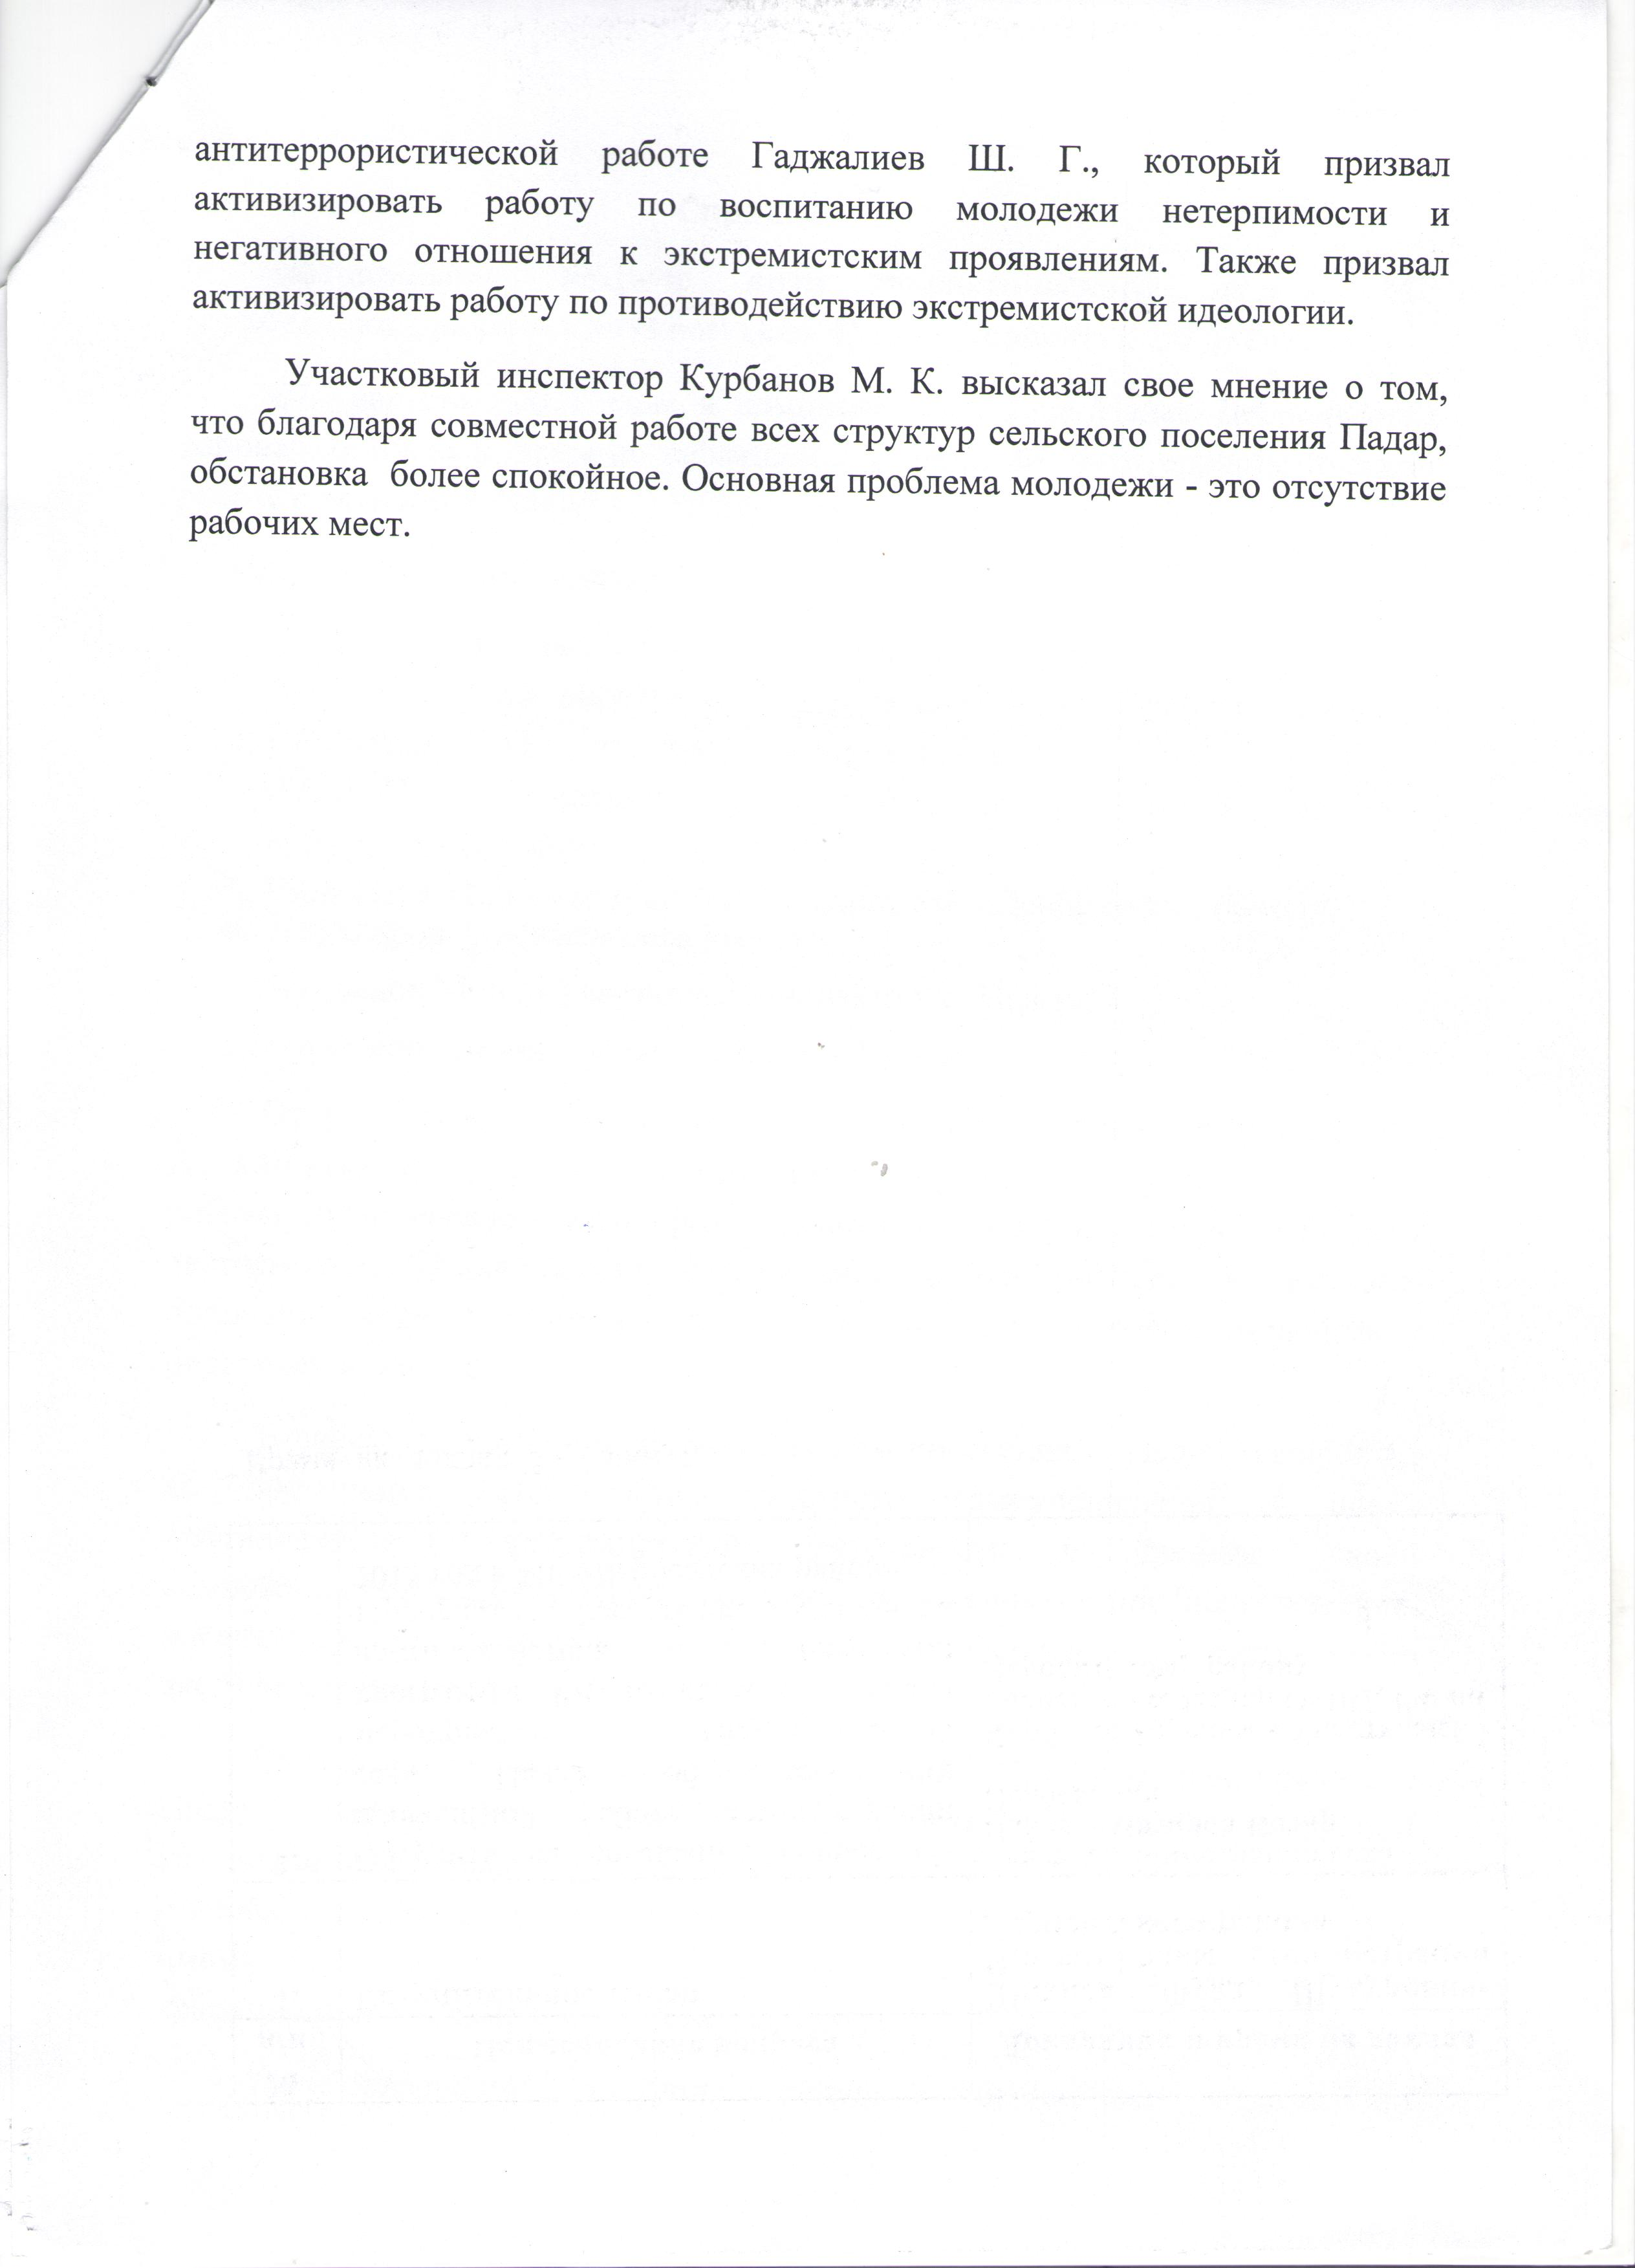 антитеррористической работе Гаджалиев Ш. Г., который призвал
активизировать работу по воспитанию молодежи нетерпимости и
негативного отношения к экстремистским проявлениям. Также призвал
активизировать работу по противодействию экстремистской идеологии.
Участковый инспектор Курбанов М. К. высказал свое мнение о том,
что благодаря совместной работе всех структур сельского поселения Падар,
обстановка  более спокойное. Основная проблема молодежи - это отсутствие
рабочих мест.